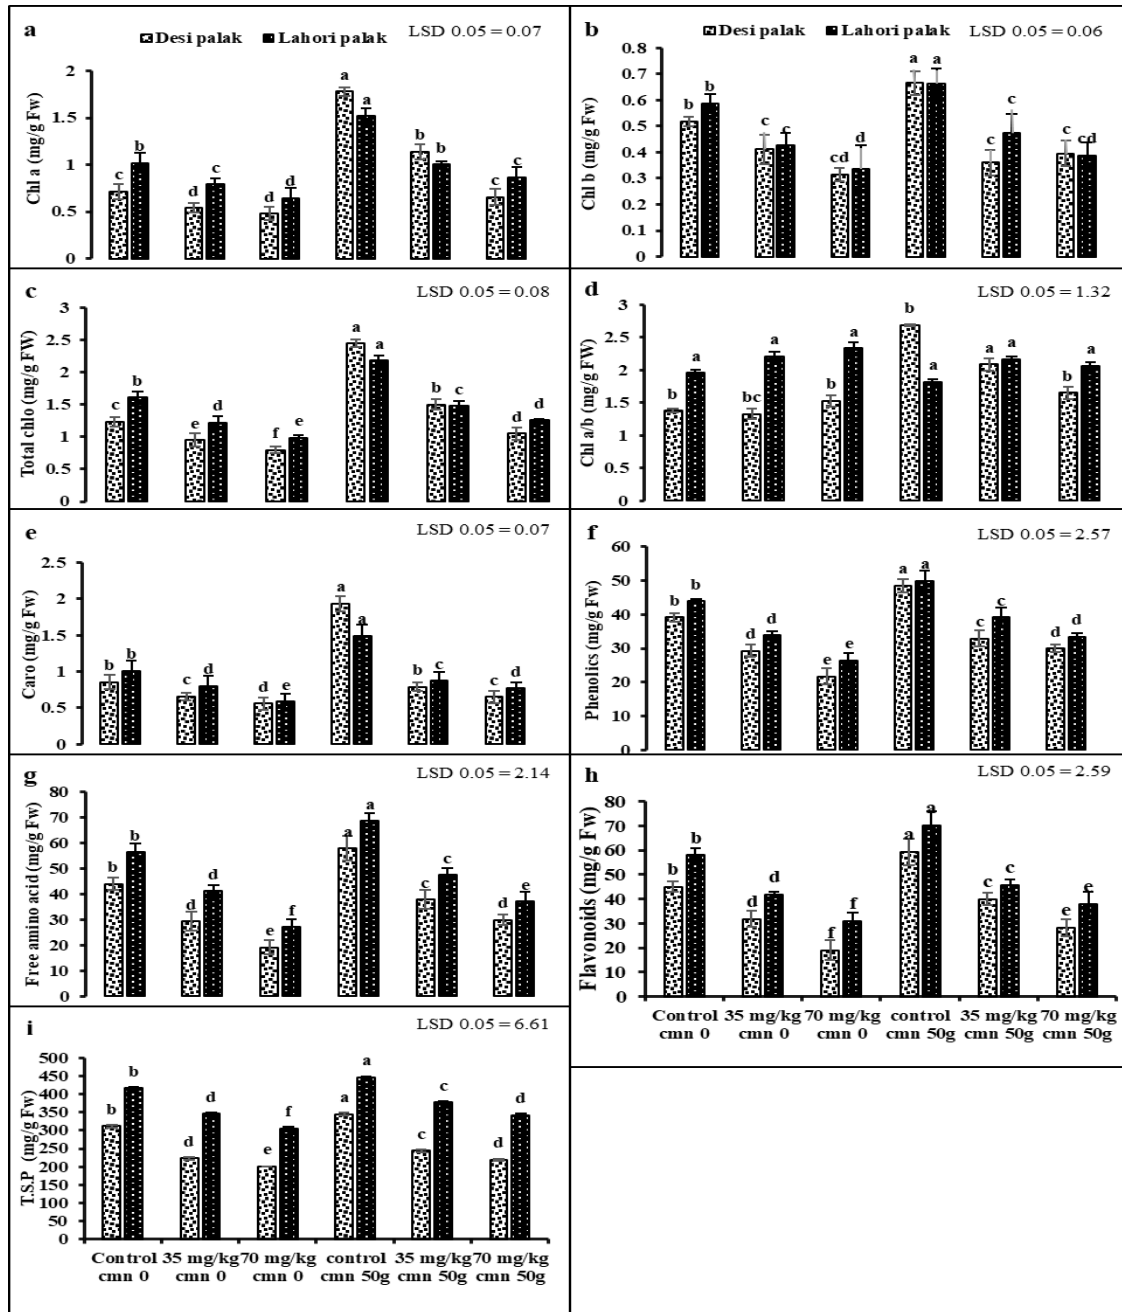 a
Desi palak Lahori palak
LSD 0.05 = 0.07
Chl a (mg/g Fw)
2
1.5
1
0.5
0
c b d c d d a a b b c c
b
Desi palak Lahori palak
LSD 0.05 = 0.06
Chl b (mg/g Fw)
0.8
0.7
0.6
0.5
0.4
0.3
0.2
0.1
0
b b c c cd d a a c c c cd
c
LSD 0.05 = 0.08
Total chlo (mg/g FW)
3
2.5
2
1.5
1
0.5
0
c b e d f e a a b c d d
d
LSD 0.05 = 1.32
Chl a/b (mg/g FW)
3
2.5
2
1.5
1
0.5
0
b a bc a b a b a a a b a
e
LSD 0.05 = 0.07
Caro (mg/g Fw)
2.5
2
1.5
1
0.5
0
b b c d d e a a b c c d
f
LSD 0.05 = 2.57
Phenolics (mg/g Fw)
60
50
40
30
20
10
0
b b d d e e a a c c d d
g
LSD 0.05 = 2.14
Free amino acid (mg/g Fw)
80
70
60
50
40
30
20
10
0
b b d d e f a a c c d e
h
LSD 0.05 = 2.59
Flavonoids (mg/g Fw)
80
70
60
50
40
30
20
10
0
b b d d f f a a c c e e
Control 35 mg/kg 70 mg/kg control 35 mg/kg 70 mg/kg
cmn 0 cmn 0 cmn 0 cmn 50g cmn 50g cmn 50g
i
LSD 0.05 = 6.61
T.S.P (mg/g Fw)
500
450
400
350
300
250
200
150
100
50
0
b b d d e f a a c c d d
Control 35 mg/kg 70 mg/kg control 35 mg/kg 70 mg/kg
cmn 0 cmn 0 cmn 0 cmn 50g cmn 50g cmn 50g